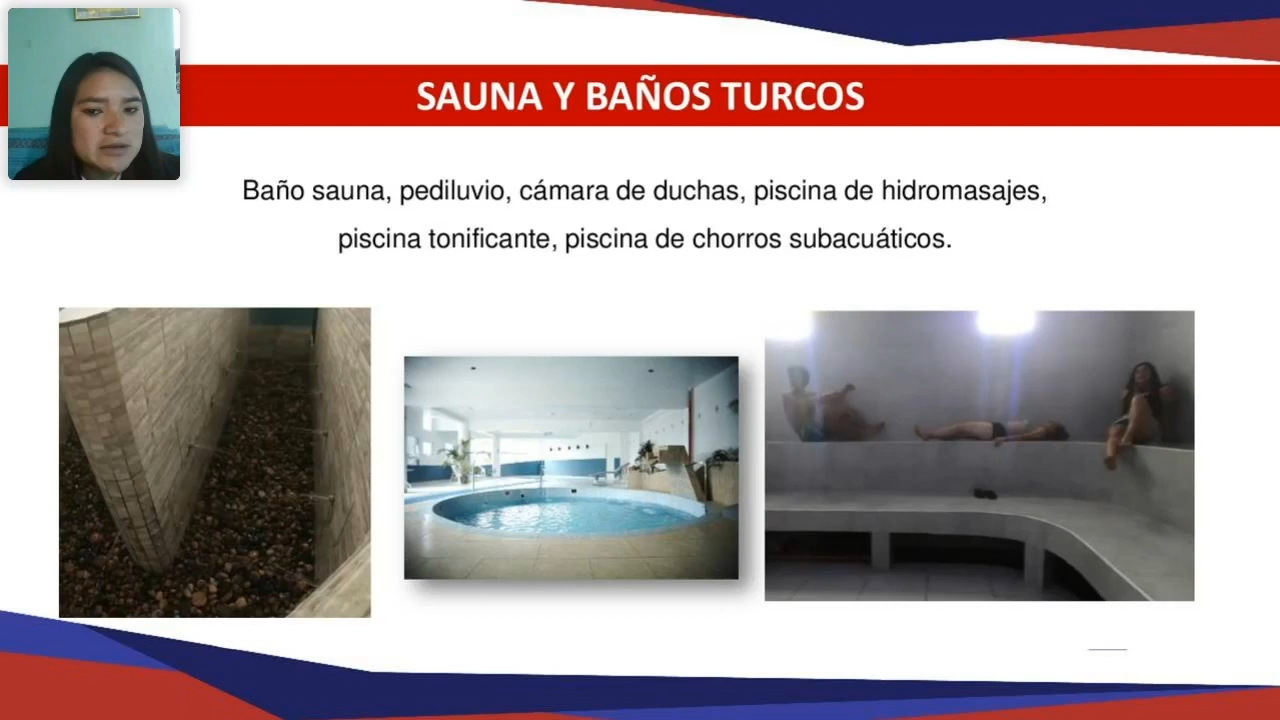 SAUNA Y BAÑOS TURCOS
Baño sauna, pediluvio, cámara de duchas, piscina de hidromasajes,
piscina tonificante, piscina de chorros subacuáticos.